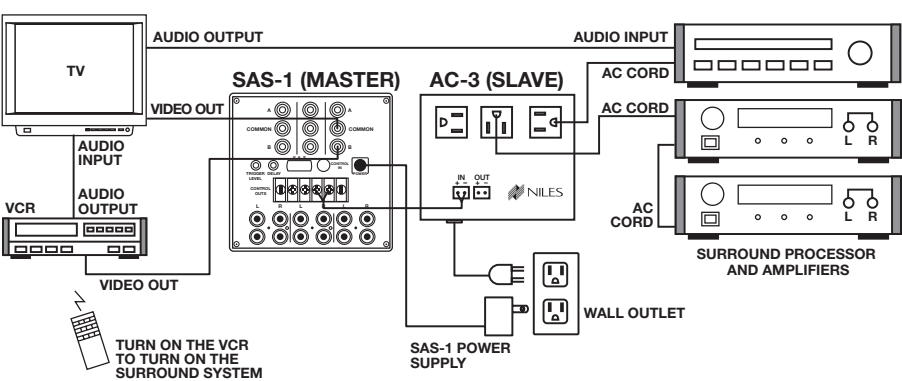 TV
AUDIO OUTPUT
AUDIO INPUT
AC CORD
SAS-1 (MASTER)
AC-3 (SLAVE)
VIDEO OUT
AC CORD
A
A
COMMON
COMMON
B
B
AUDIO
INPUT
TRIGGER
LEVEL
DELAY
CONTROL
IN
POWER
CONTROL
OUTS
IN
OUT
+ -
+ -
NILES
L
R
L
R
L
R
L
L
R
AUDIO
OUTPUT
VCR
AC
CORD
VIDEO OUT
SURROUND PROCESSOR
AND AMPLIFIERS
WALL OUTLET
TURN ON THE VCR
TO TURN ON THE
SURROUND SYSTEM
SAS-1 POWER
SUPPLY